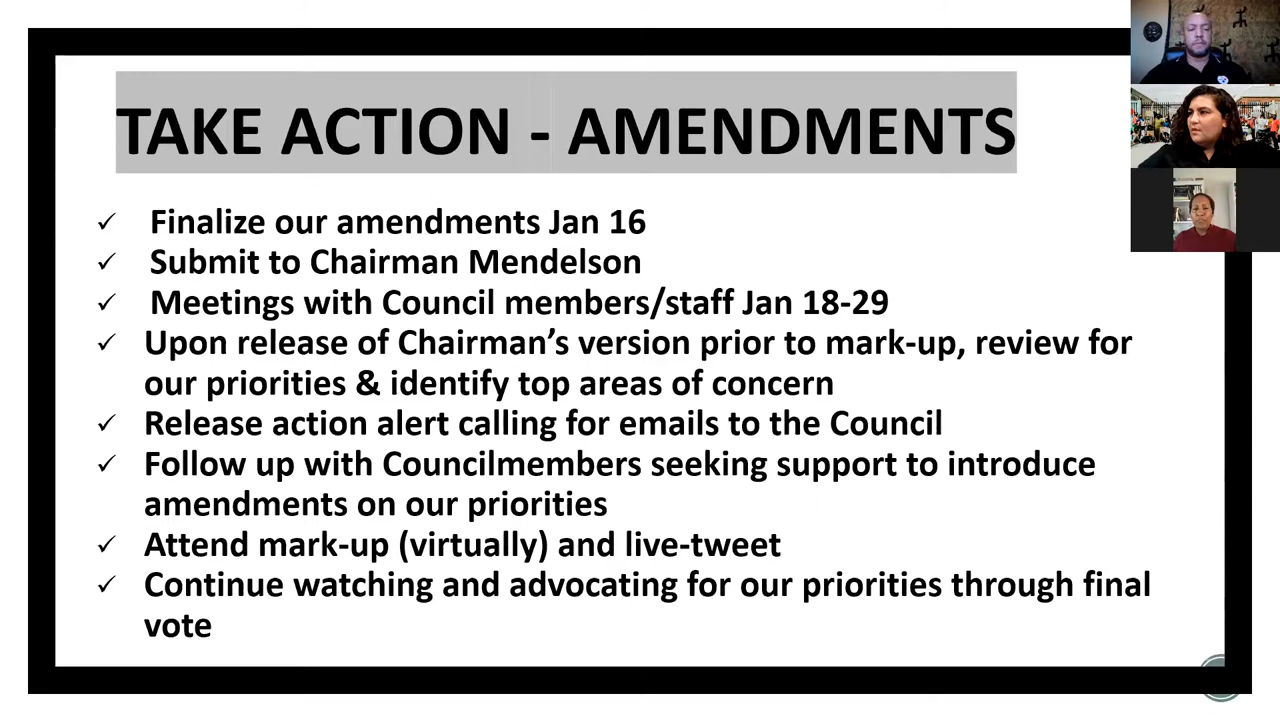 TAKE ACTION - AMENDMENTS
✓ Finalize our amendments Jan 16
✓ Submit to Chairman Mendelson
✓ Meetings with Council members/staff Jan 18-29
✓ Upon release of Chairman’s version prior to mark-up, review for
our priorities & identify top areas of concern
✓ Release action alert calling for emails to the Council
✓ Follow up with Councilmembers seeking support to introduce
amendments on our priorities
✓ Attend mark-up (virtually) and live-tweet
✓ Continue watching and advocating for our priorities through final
vote